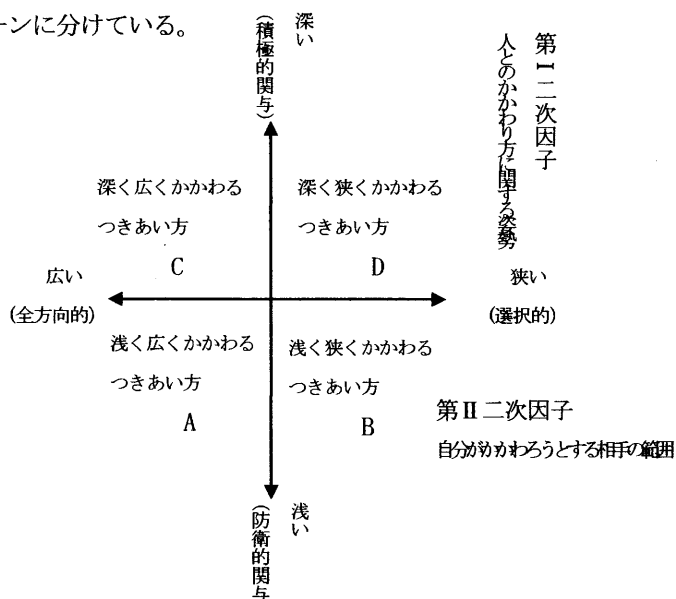 ーンに分けている。
深い
(積極的関与)
第Ⅰ二次因子
人とのかかわり方に関する姿勢
深く広くかかわる
つきあい方
C
深く狭くかかわる
つきあい方
D
広い
(全方向的)
狭い
(選択的)
浅く広くかかわる
つきあい方
A
浅く狭くかかわる
つきあい方
B
第Ⅱ二次因子
自分がかかわろうとする相手の範囲
浅い
(防衛的関与